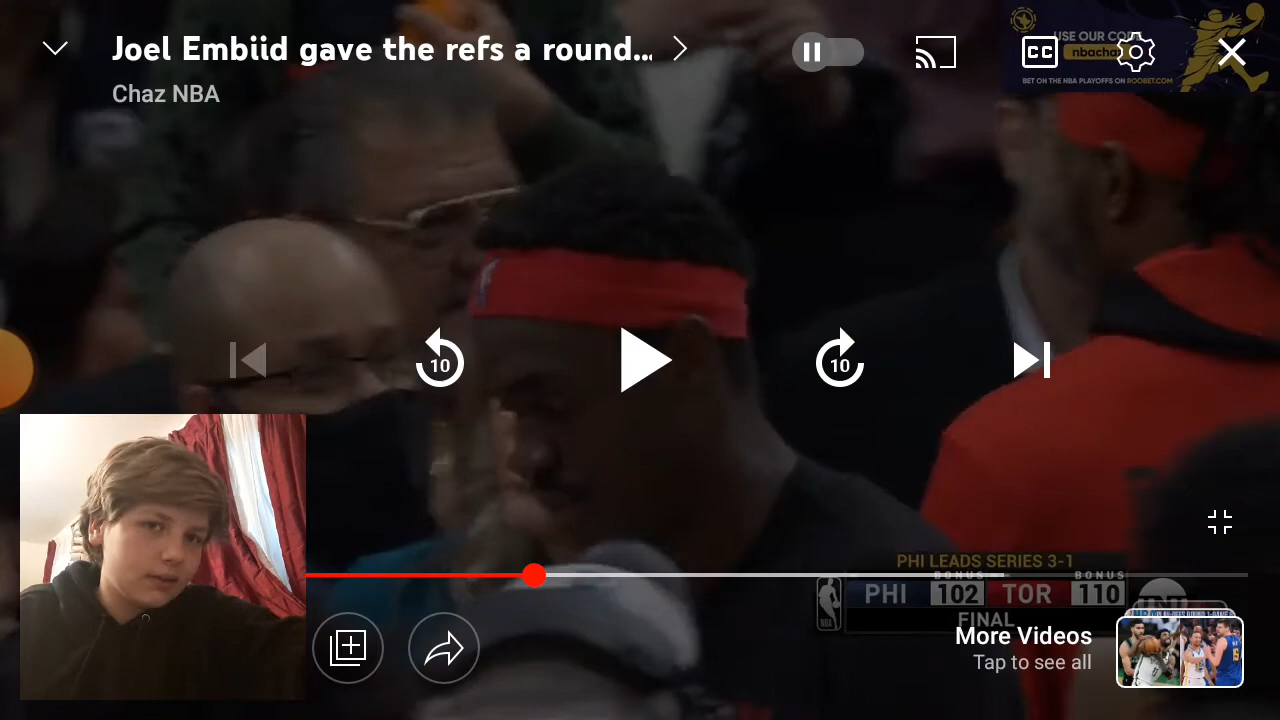 Joel Embiid gave the refs a round...
Chaz NBA
USE OUR CODE
nbacha
BET ON THE NBA PLAYOFFS ON ROOBET.COM
CC
10
10
PHI LEADS SERIES 3-1
BONUS BONUS
PHI 102 TOR 110
NBA
FINAL
More Videos
Tap to see all